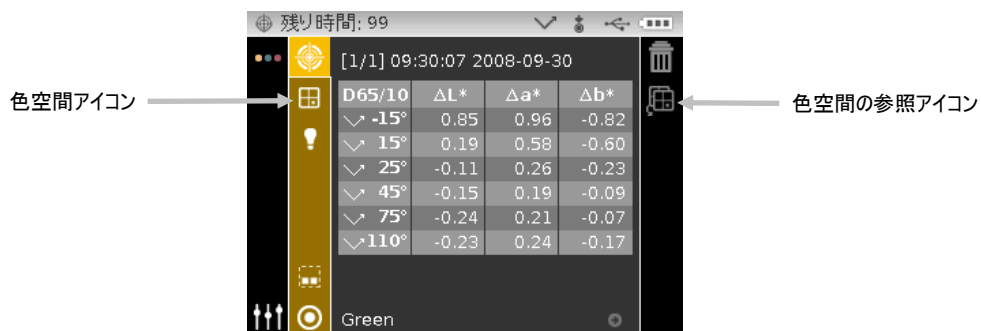 残り時間: 99
[1/1] 09:30:07 2008-09-30
色空間アイコン
色空間の参照アイコン
D65/10 ΔL* Δa* Δb*
-15° 0.85 0.96 -0.82
15° 0.19 0.58 -0.60
25° -0.11 0.26 -0.23
45° -0.15 0.19 -0.09
75° -0.24 0.21 -0.07
110° -0.23 0.24 -0.17
Green